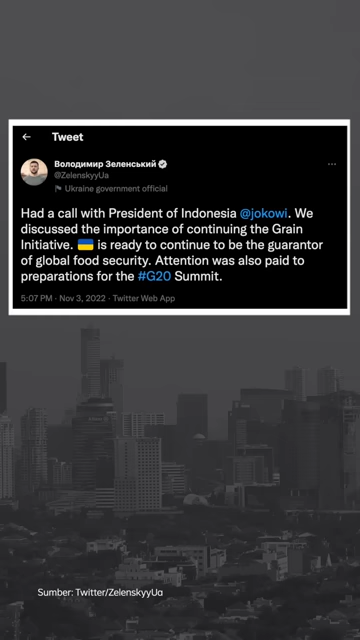 Tweet
Володимир Зеленський
@ZelenskyyUa
Ukraine government official
Had a call with President of Indonesia @jokowi. We
discussed the importance of continuing the Grain
Initiative. 🇺🇦 is ready to continue to be the guarantor
of global food security. Attention was also paid to
preparations for the #G20 Summit.
5:07 PM · Nov 3, 2022 · Twitter Web App
Sumber: Twitter/ZelenskyyUa